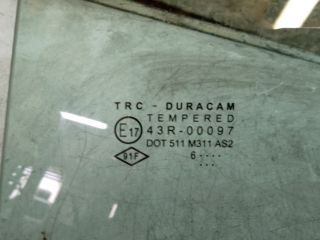 TRC - DURACAM
TEMPERED
E17 43R-00097
DOT 511 M311 AS2
91F 6....
...